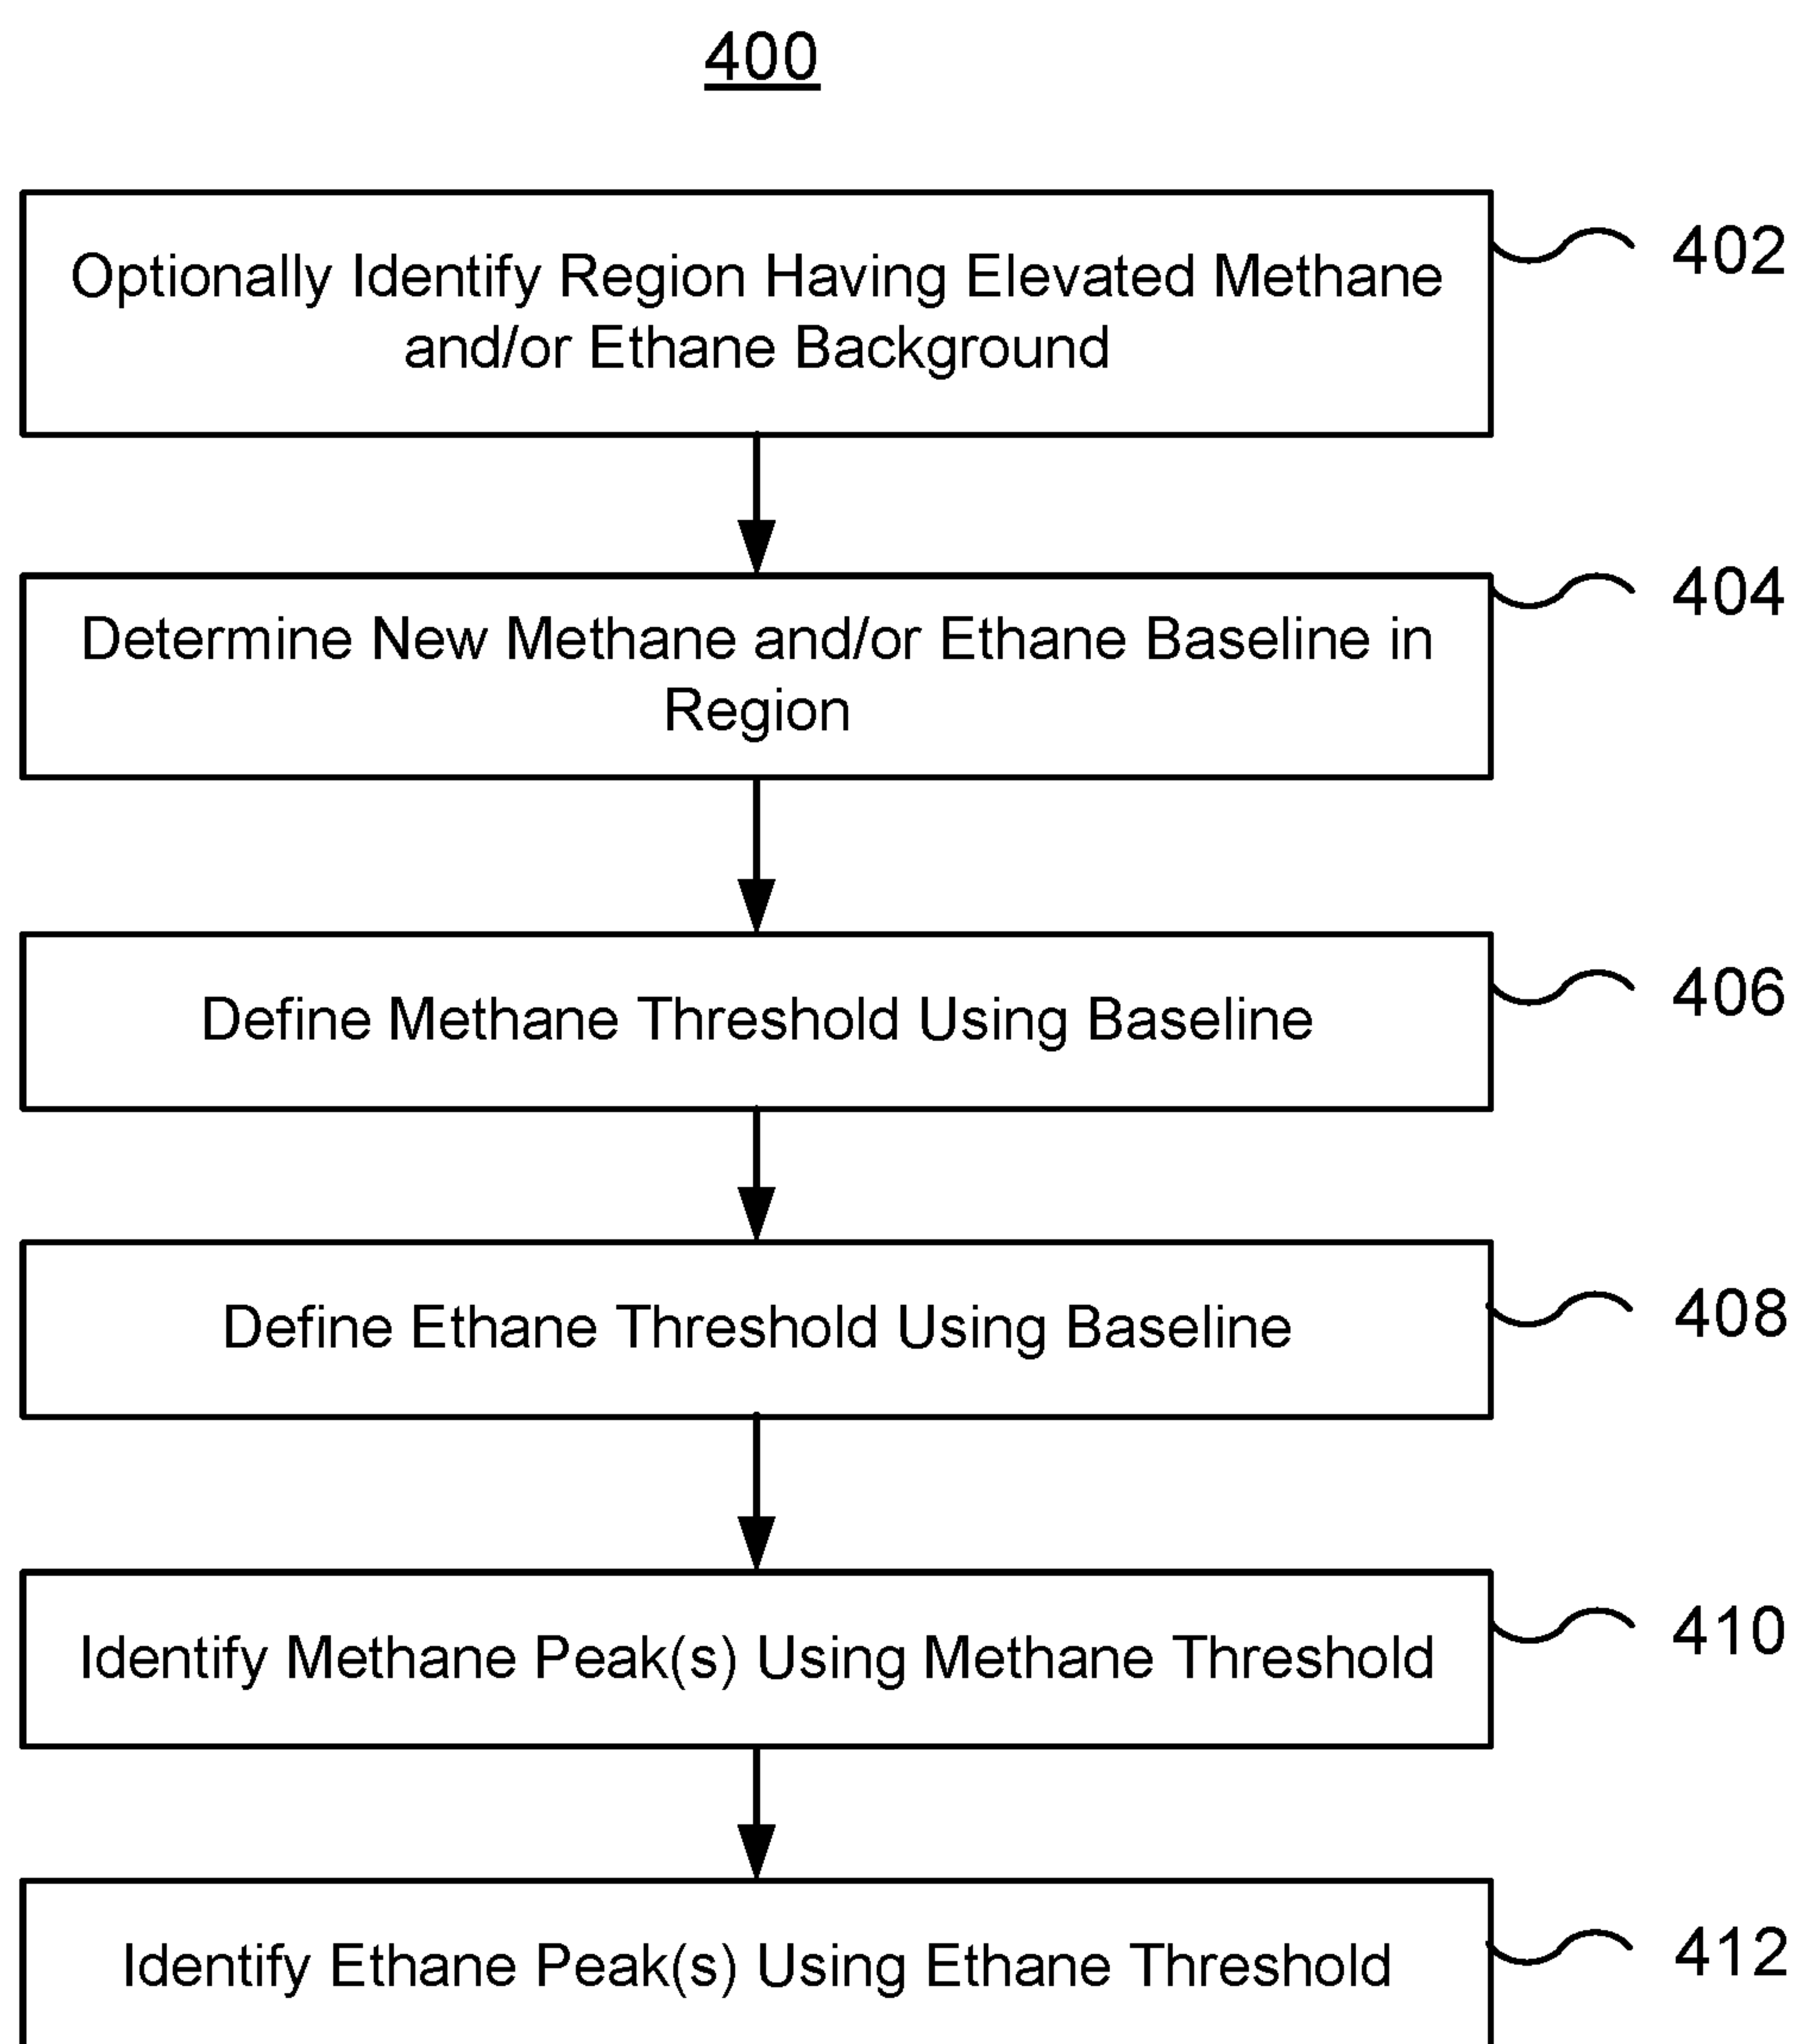 400
Optionally Identify Region Having Elevated Methane
and/or Ethane Background
402
Determine New Methane and/or Ethane Baseline in
Region
404
Define Methane Threshold Using Baseline
406
Define Ethane Threshold Using Baseline
408
Identify Methane Peak(s) Using Methane Threshold
410
Identify Ethane Peak(s) Using Ethane Threshold
412